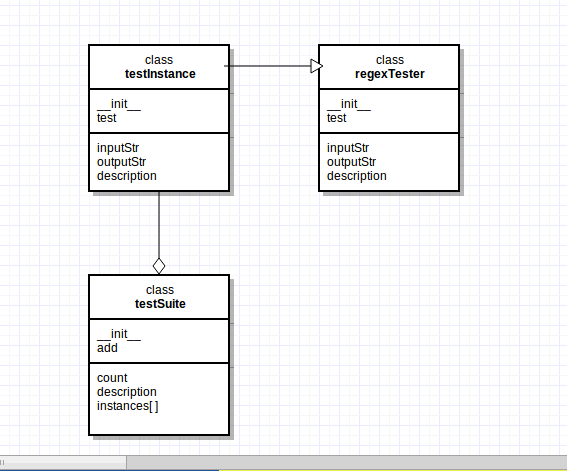 class
testInstance
__init__
test
inputStr
outputStr
description
class
regexTester
__init__
test
inputStr
outputStr
description
class
testSuite
__init__
add
count
description
instances[ ]